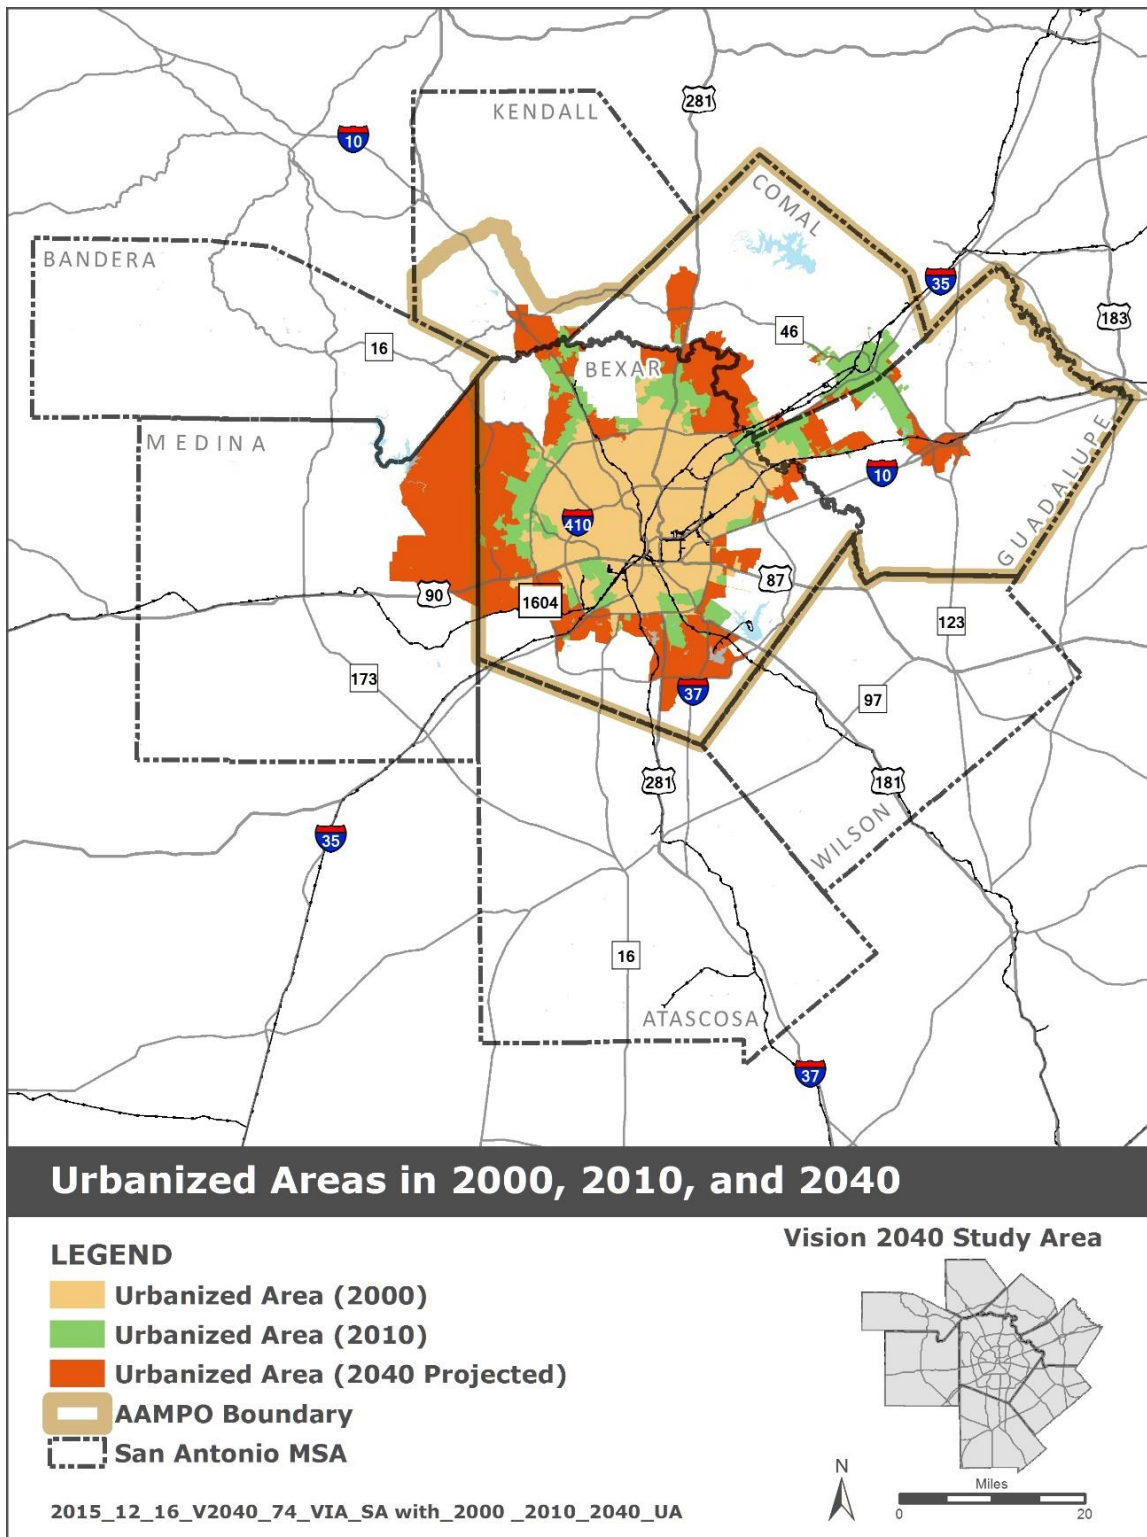 KENDALL
281
10
COMAL
BANDERA
35
183
16
46
BEXAR
MEDINA
GUADALUPE
10
410
87
90
1604
123
173
37
97
281
181
35
WILSON
16
ATASCOSA
37
Urbanized Areas in 2000, 2010, and 2040
LEGEND
Urbanized Area (2000)
Urbanized Area (2010)
Urbanized Area (2040 Projected)
AAMPO Boundary
San Antonio MSA
2015_12_16_V2040_74_VIA_SA with_2000 _2010_2040_UA
Vision 2040 Study Area
N
Miles
0 20